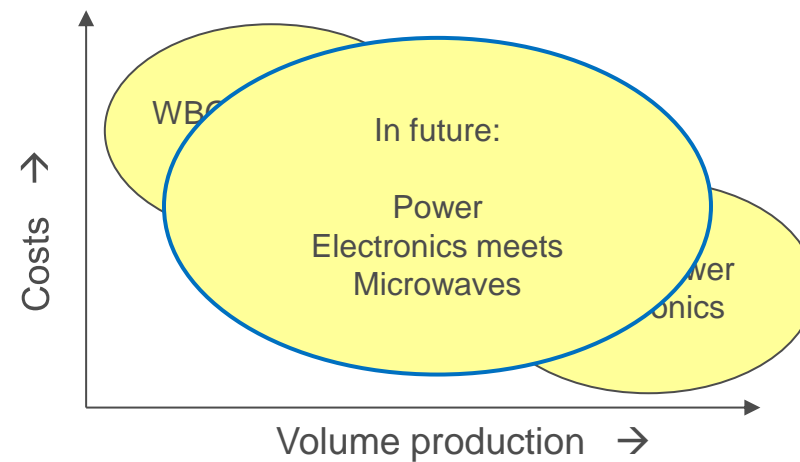 In future:
Power
Electronics meets
Microwaves
Costs →
Volume production →